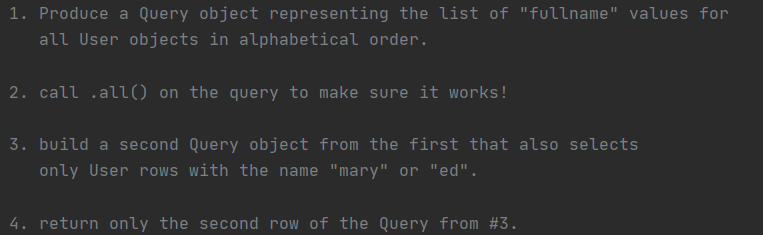 1. Produce a Query object representing the list of "fullname" values for
all User objects in alphabetical order.
2. call .all() on the query to make sure it works!
3. build a second Query object from the first that also selects
only User rows with the name "mary" or "ed".
4. return only the second row of the Query from #3.